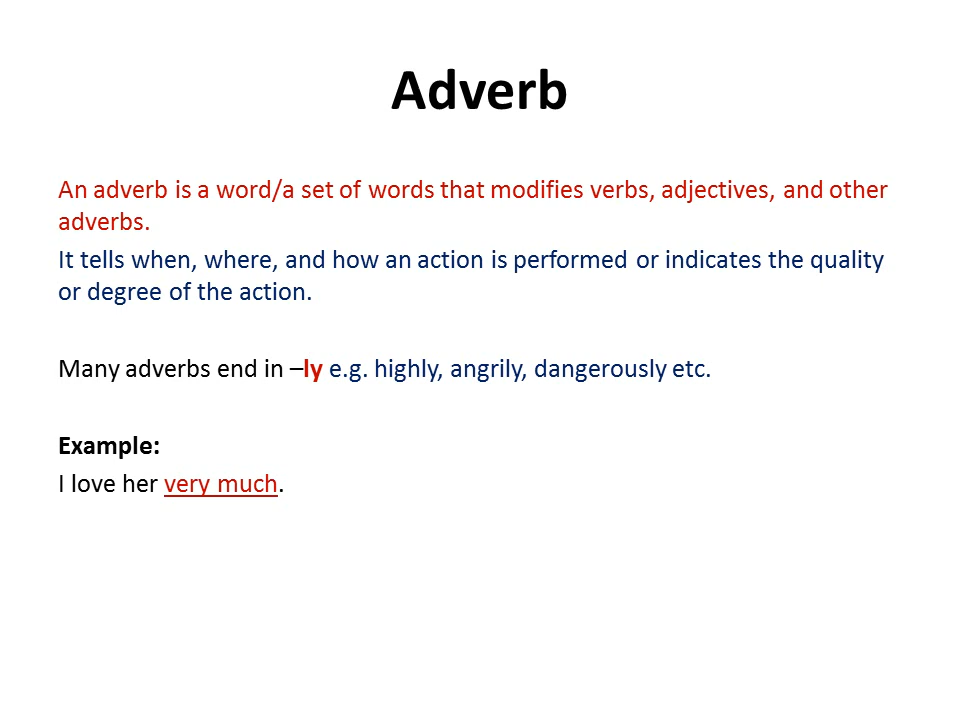 Adverb
An adverb is a word/a set of words that modifies verbs, adjectives, and other
adverbs.
It tells when, where, and how an action is performed or indicates the quality
or degree of the action.
Many adverbs end in –ly e.g. highly, angrily, dangerously etc.
Example:
I love her very much.